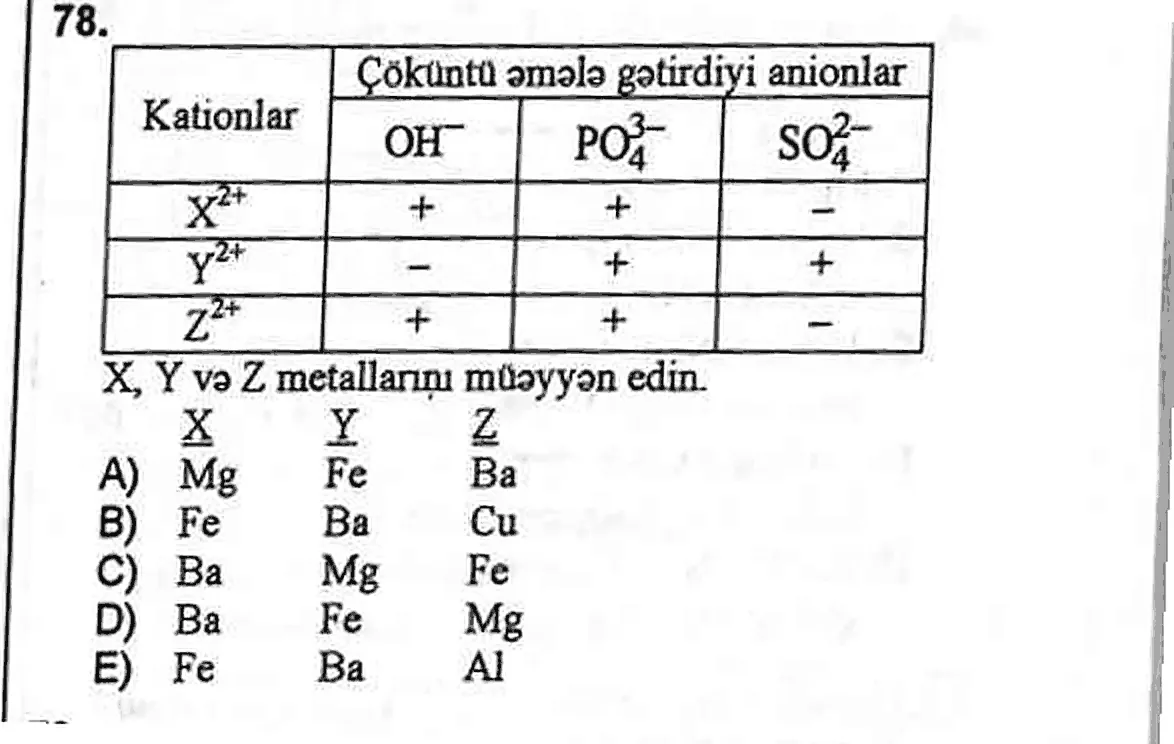 78.
Kationlar Çöküntü əmələ gətirdiyi anionlar
OH⁻ PO₄³⁻ SO₄²⁻
X²⁺ + + −
Y²⁺ − + +
Z²⁺ + + −
X, Y və Z metallarını müəyyən edin.
X Y Z
A) Mg Fe Ba
B) Fe Ba Cu
C) Ba Mg Fe
D) Ba Fe Mg
E) Fe Ba Al